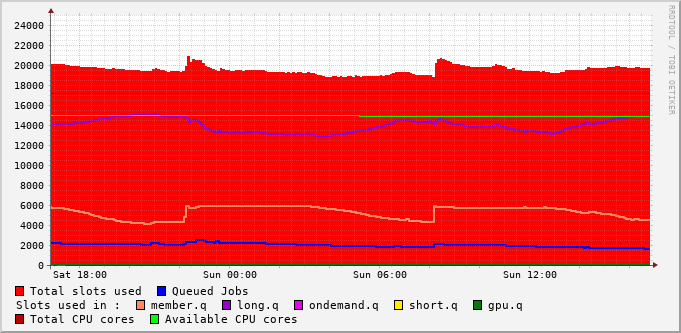 24000
22000
20000
18000
16000
14000
12000
10000
8000
6000
4000
2000
0
Sat 18:00 Sun 00:00 Sun 06:00 Sun 12:00
Total slots used Queued Jobs
Slots used in : member.q long.q ondemand.q short.q gpu.q
Total CPU cores Available CPU cores
RRDTOOL / TOBI OETIKER